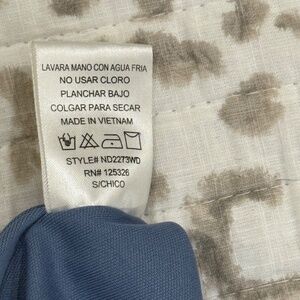 LAVARA MANO CON AGUA FRIA
NO USAR CLORO
PLANCHAR BAJO
COLGAR PARA SECAR
MADE IN VIETNAM
STYLE# ND2273WD
RN# 125326
S/CHICO